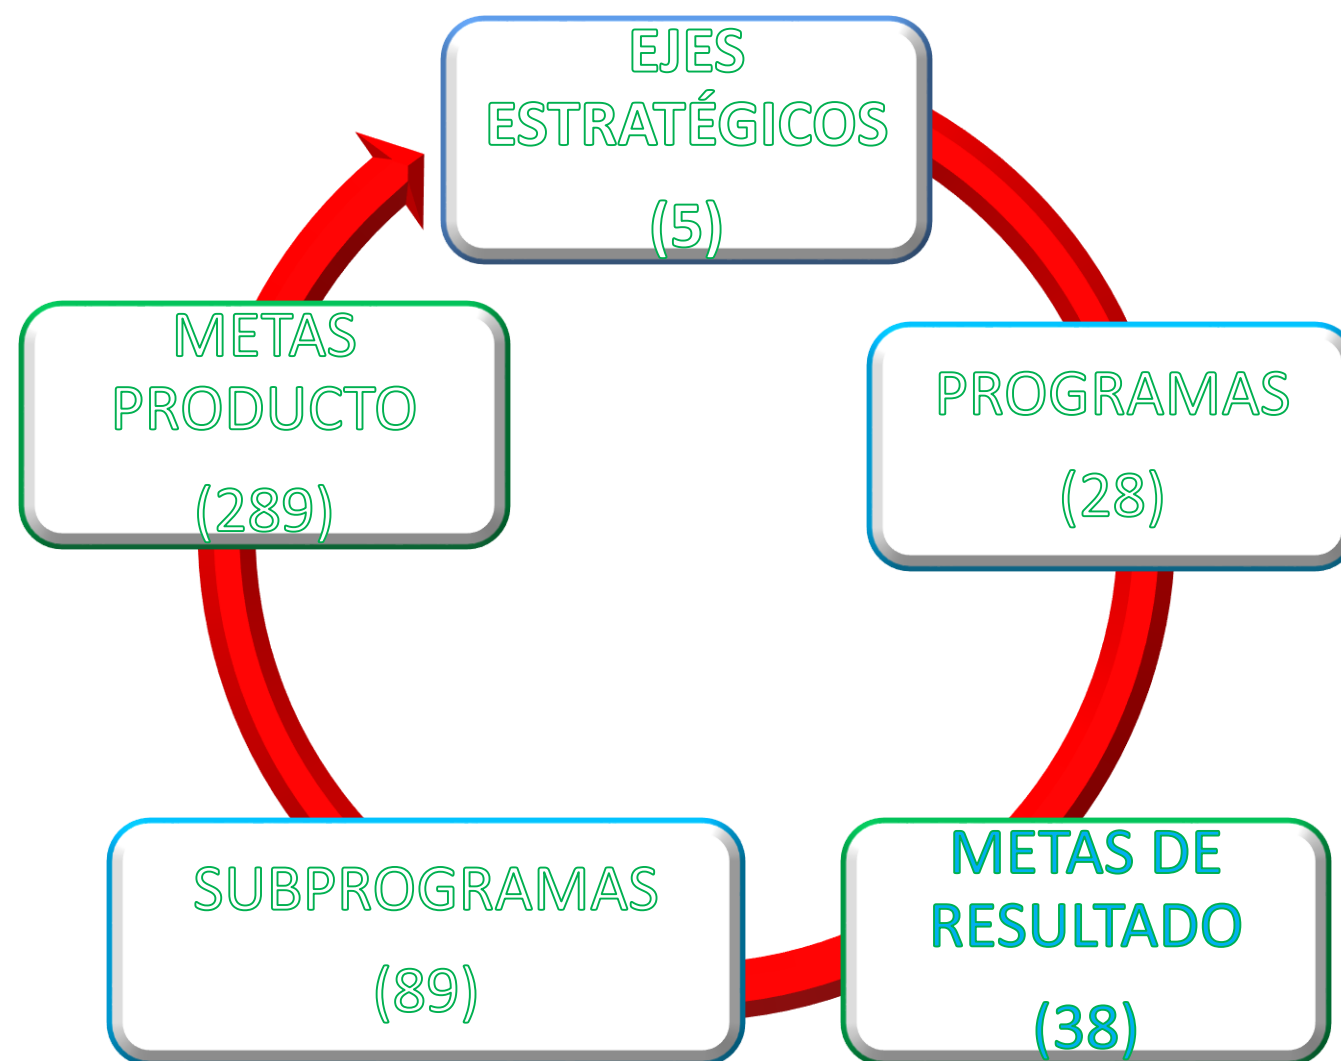 EJES
ESTRATÉGICOS
(5)
PROGRAMAS
(28)
METAS DE
RESULTADO
(38)
SUBPROGRAMAS
(89)
METAS
PRODUCTO
(289)